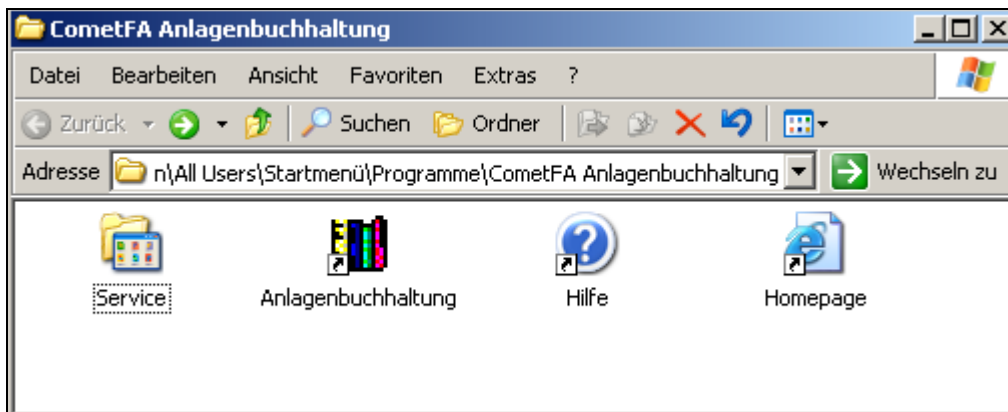 CometFA Anlagenbuchhaltung
Datei Bearbeiten Ansicht Favoriten Extras ?
Zurück Suchen Ordner
Adresse n\All Users\Startmenü\Programme\CometFA Anlagenbuchhaltung Wechseln zu
Service Anlagenbuchhaltung Hilfe Homepage